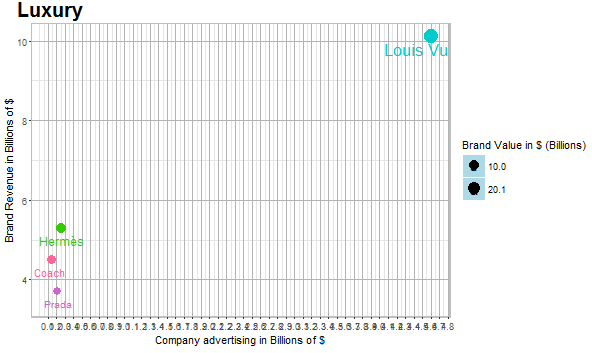 Luxury
Brand Revenue in Billions of $
10
8
6
4
Louis Vu
Hermès
Coach
Prada
Company advertising in Billions of $
Brand Value in $ (Billions)
10.0
20.1